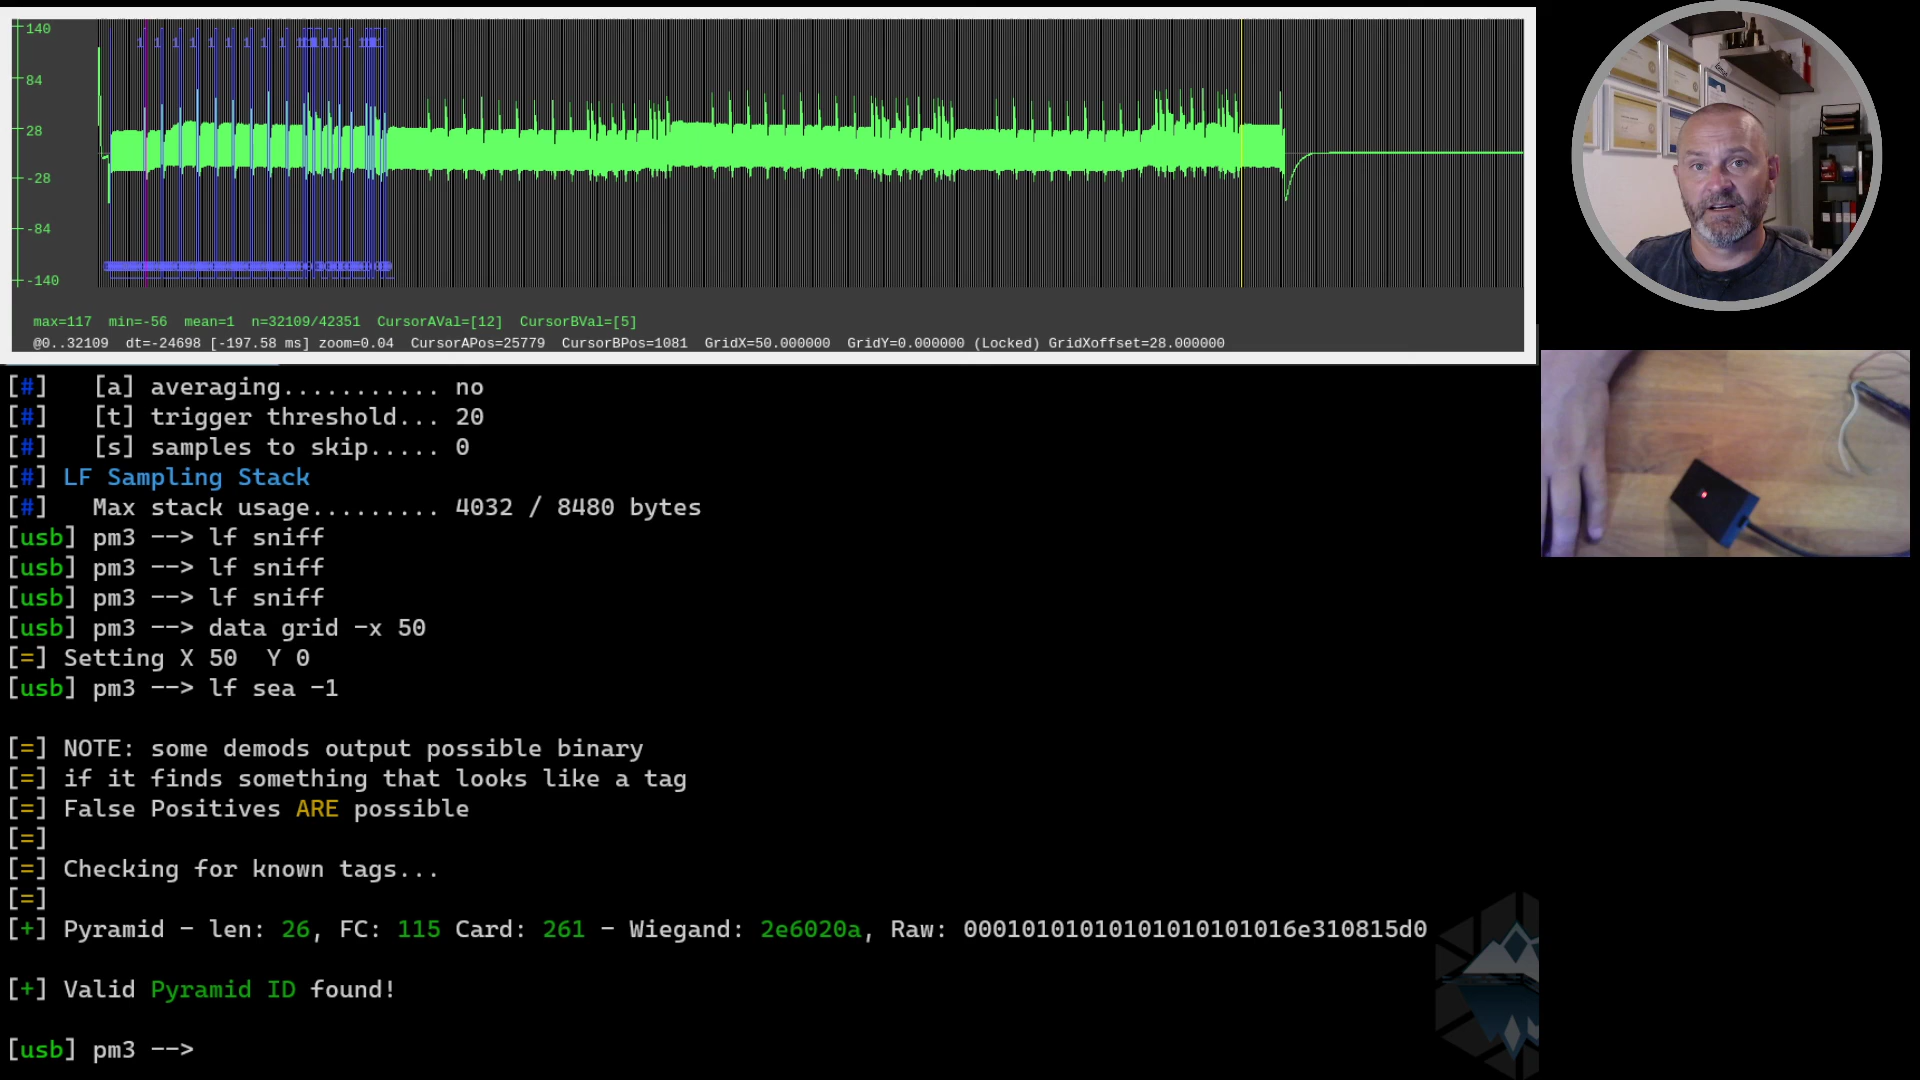 140
84
28
-28
-84
-140
max=117 min=-56 mean=1 n=32109/42351 CursorAVal=[12] CursorBVal=[5]
@0..32109 dt=-24698 [-197.58 ms] zoom=0.04 CursorAPos=25779 CursorBPos=1081 GridX=50.000000 GridY=0.000000 (Locked) GridXoffset=28.000000
[#] [a] averaging........... no
[#] [t] trigger threshold... 20
[#] [s] samples to skip..... 0
[#] LF Sampling Stack
[#] Max stack usage......... 4032 / 8480 bytes
[usb] pm3 --> lf sniff
[usb] pm3 --> lf sniff
[usb] pm3 --> lf sniff
[usb] pm3 --> data grid -x 50
[=] Setting X 50 Y 0
[usb] pm3 --> lf sea -1
[=] NOTE: some demods output possible binary
[=] if it finds something that looks like a tag
[=] False Positives ARE possible
[=]
[=] Checking for known tags...
[=]
[+] Pyramid - len: 26, FC: 115 Card: 261 - Wiegand: 2e6020a, Raw: 00010101010101010101016e310815d0
[+] Valid Pyramid ID found!
[usb] pm3 -->